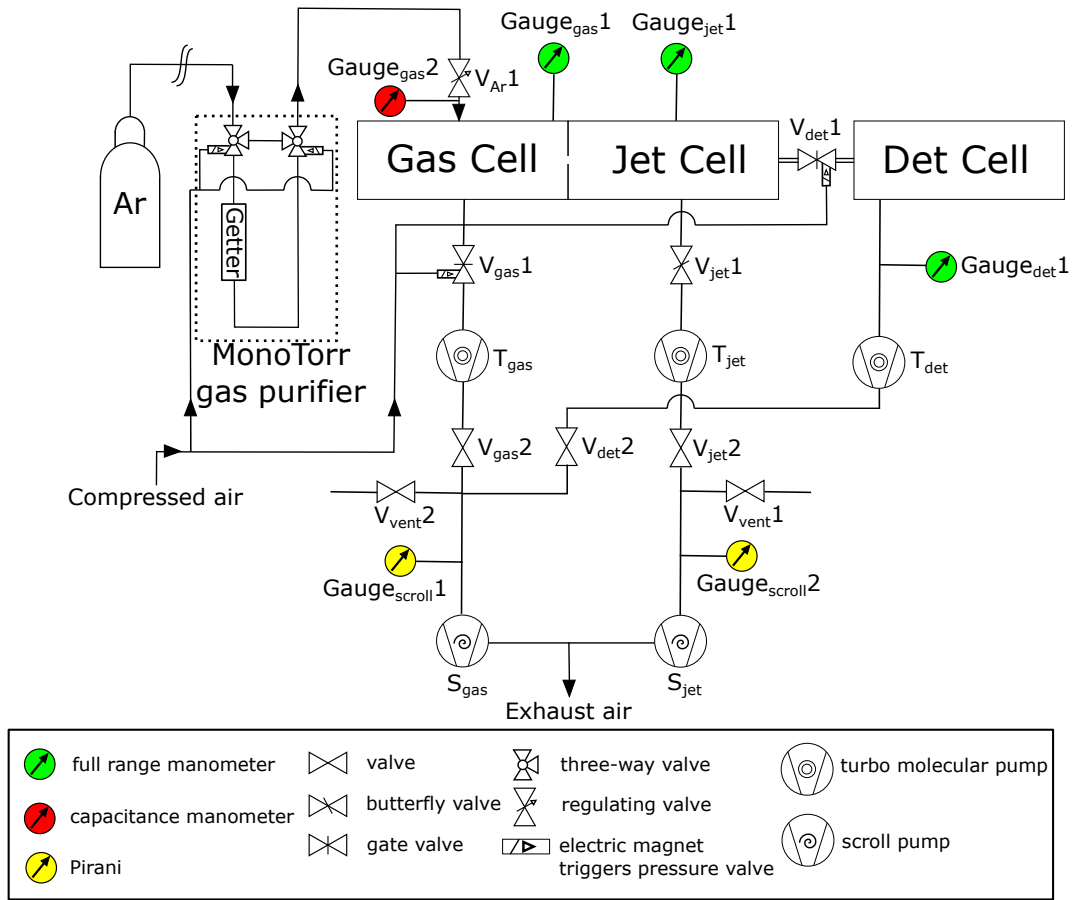 Gauge_gas1
Gauge_jet1
Gauge_gas2
V_Ar1
V_det1
Gas Cell
Jet Cell
Det Cell
Ar
Getter
V_gas1
V_jet1
Gauge_det1
MonoTorr
gas purifier
T_gas
T_jet
T_det
V_gas2
V_det2
V_jet2
Compressed air
V_vent2
V_vent1
Gauge_scroll1
Gauge_scroll2
S_gas
S_jet
Exhaust air
full range manometer
valve
three-way valve
turbo molecular pump
capacitance manometer
butterfly valve
regulating valve
Pirani
gate valve
electric magnet
triggers pressure valve
scroll pump